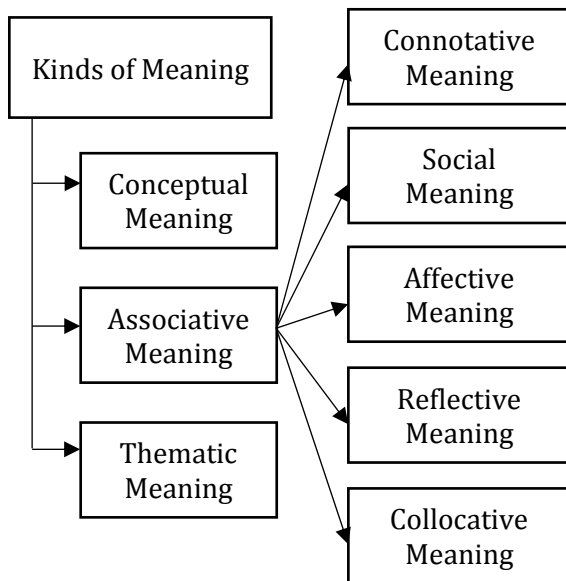 Kinds of Meaning
Conceptual
Meaning
Associative
Meaning
Thematic
Meaning
Connotative
Meaning
Social
Meaning
Affective
Meaning
Reflective
Meaning
Collocative
Meaning